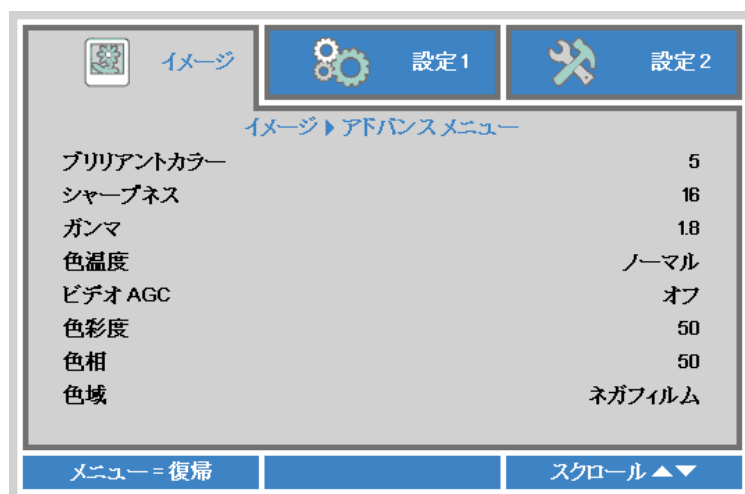 イメージ 設定1 設定2
イメージ▶アドバンスメニュー
ブリリアントカラー 5
シャープネス 16
ガンマ 1.8
色温度 ノーマル
ビデオ AGC オフ
色彩度 50
色相 50
色域 ネガフィルム
メニュー = 復帰 スクロール ▲▼